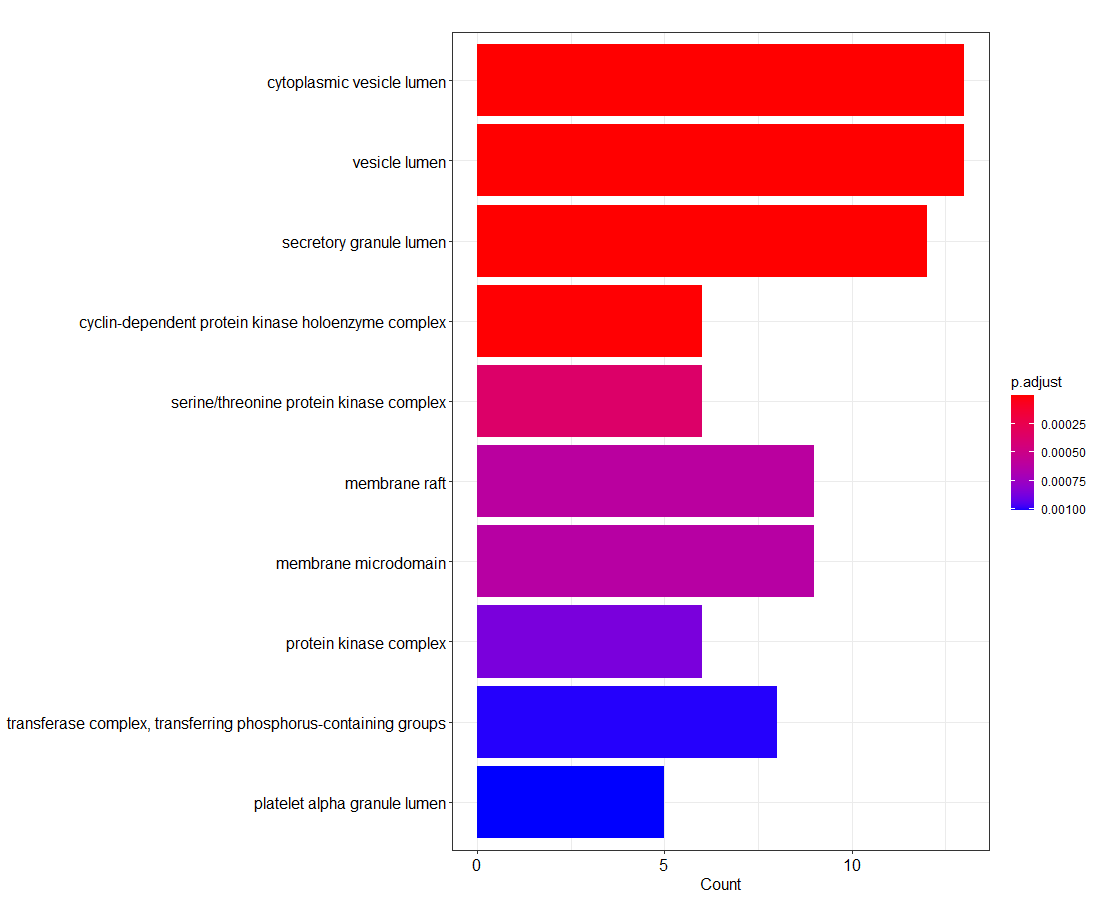 cytoplasmic vesicle lumen
vesicle lumen
secretory granule lumen
cyclin-dependent protein kinase holoenzyme complex
serine/threonine protein kinase complex
membrane raft
membrane microdomain
protein kinase complex
transferase complex, transferring phosphorus-containing groups
platelet alpha granule lumen
0 5 10
Count
p.adjust
0.00025
0.00050
0.00075
0.00100